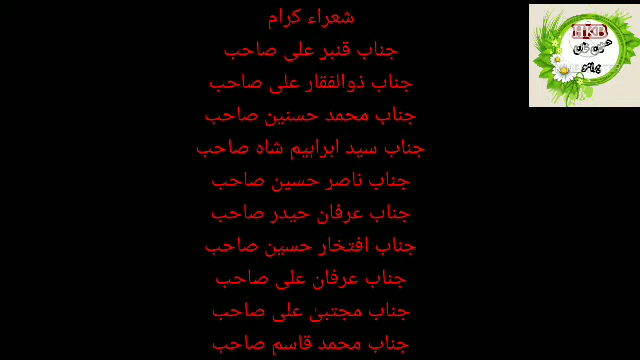 شعراء کرام
جناب قنبر علی صاحب
جناب ذوالفقار علی صاحب
جناب محمد حسنین صاحب
جناب سید ابراہیم شاہ صاحب
جناب ناصر حسین صاحب
جناب عرفان حیدر صاحب
جناب افتخار حسین صاحب
جناب عرفان علی صاحب
جناب مجتبیٰ علی صاحب
جناب محمد قاسم صاحب
HKB